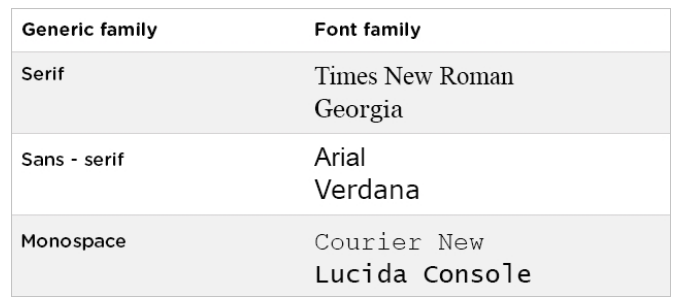 Generic family Font family
Serif Times New Roman
Georgia
Sans - serif Arial
Verdana
Monospace Courier New
Lucida Console